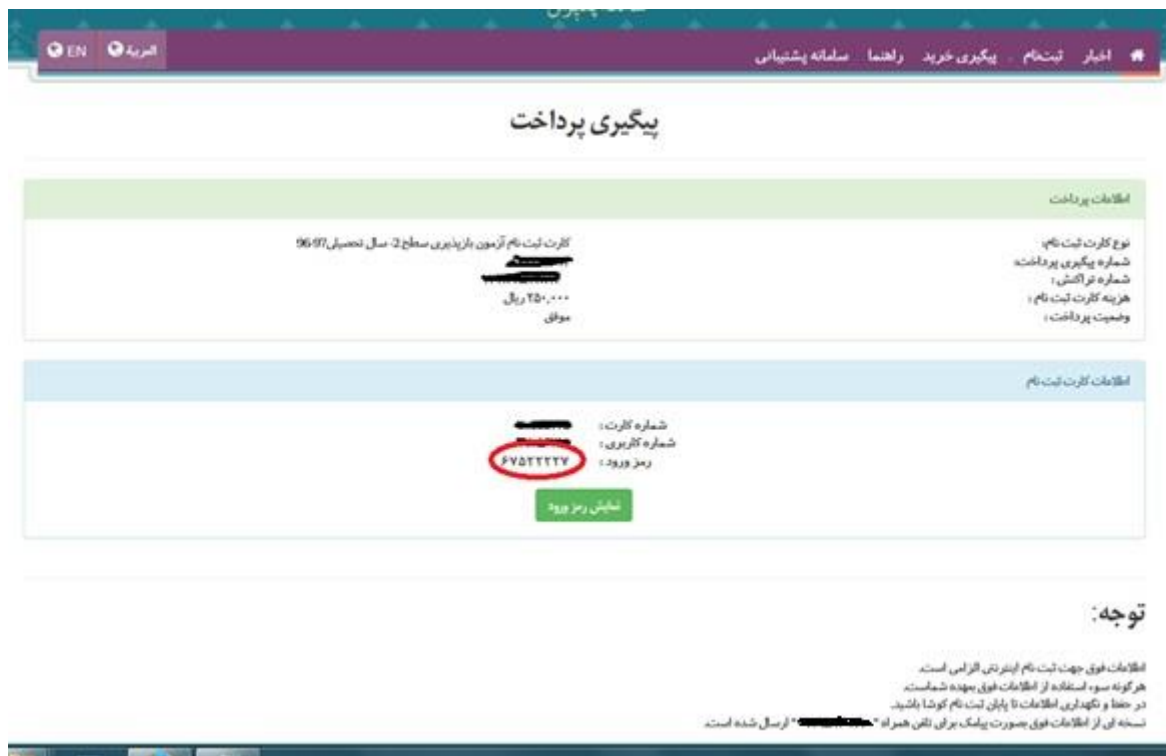 اخبار ثبت‌نام پیگیری خرید راهنما سامانه پشتیبانی العربیة EN
پیگیری پرداخت
اطلاعات پرداخت
نوع کارت ثبت نام: کارت ثبت نام آزمون بازپذیری سطح 2- سال تحصیلی 97-96
شماره پیگیری پرداخت:
شماره تراکنش :
هزینه کارت ثبت نام : ۲۵۰,۰۰۰ ریال
وضعیت پرداخت : موفق
اطلاعات کارت ثبت نام
شماره کارت :
شماره کاربری :
رمز ورود : ۶۷۵۲۲۲۲۷
نمایش رمز ورود
توجه:
اطلاعات فوق جهت ثبت نام اینترنتی الزامی است.
هرگونه سوء استفاده از اطلاعات فوق بعهده شماست.
در حفظ و نگهداری اطلاعات تا پایان ثبت نام کوشا باشید.
نسخه ای از اطلاعات فوق بصورت پیامک برای تلفن همراه " " ارسال شده است.